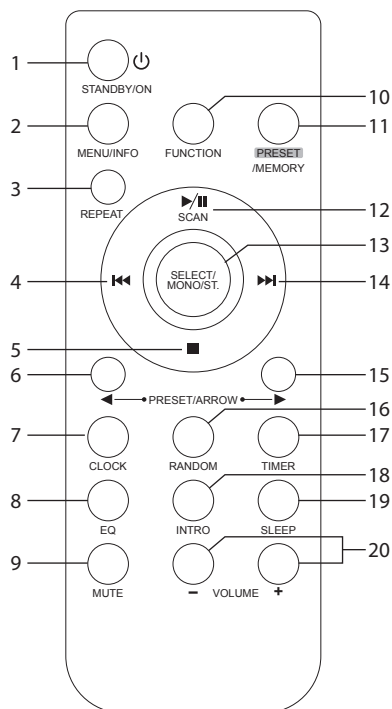 1
STANDBY/ON
10
2
11
MENU/INFO
FUNCTION
PRESET
/MEMORY
3
REPEAT
SCAN
12
13
SELECT/
MONO/ST.
4
14
5
6
15
PRESET/ARROW
16
7
17
CLOCK
RANDOM
TIMER
18
8
19
EQ
INTRO
SLEEP
20
9
MUTE
− VOLUME +